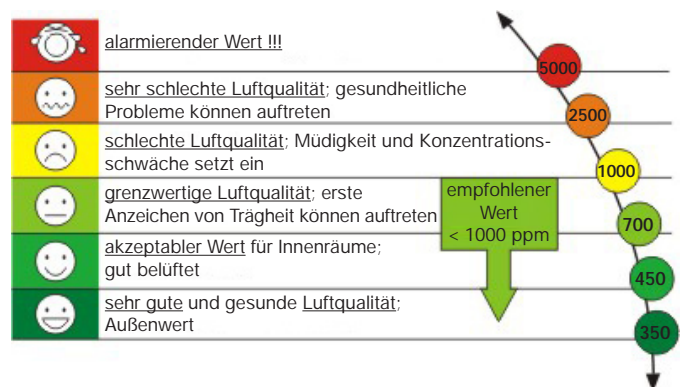 alarmierender Wert !!!
5000
sehr schlechte Luftqualität; gesundheitliche
Probleme können auftreten
2500
schlechte Luftqualität; Müdigkeit und Konzentrations-
schwäche setzt ein
1000
grenzwertige Luftqualität; erste
Anzeichen von Trägheit können auftreten
empfohlener
Wert
< 1000 ppm
700
akzeptabler Wert für Innenräume;
gut belüftet
450
sehr gute und gesunde Luftqualität;
Außenwert
350